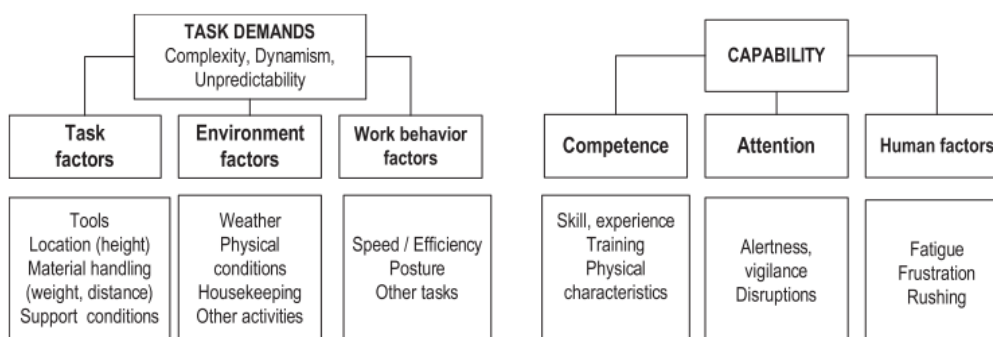 TASK DEMANDS
Complexity, Dynamism,
Unpredictability
Task
factors
Environment
factors
Work behavior
factors
Tools
Location (height)
Material handling
(weight, distance)
Support conditions
Weather
Physical
conditions
Housekeeping
Other activities
Speed / Efficiency
Posture
Other tasks
CAPABILITY
Competence
Attention
Human factors
Skill, experience
Training
Physical
characteristics
Alertness,
vigilance
Disruptions
Fatigue
Frustration
Rushing